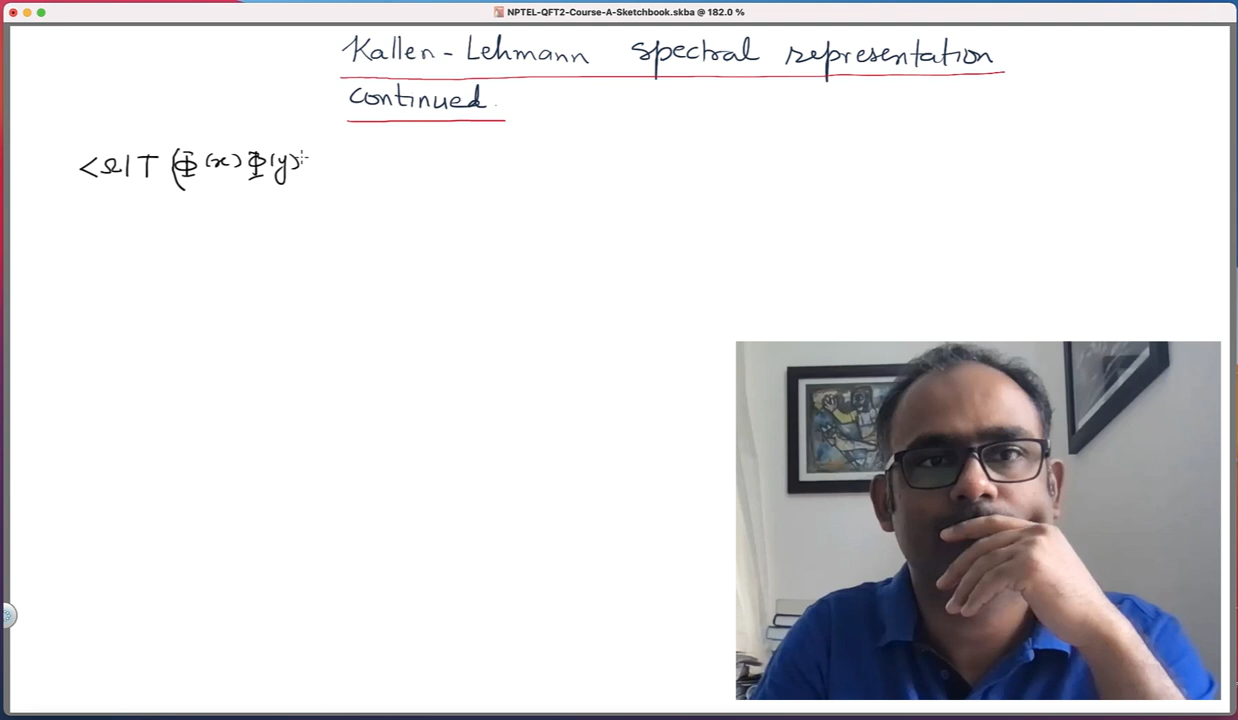 NPTEL-QFT2-Course-A-Sketchbook.skba @ 182.0 %
Kallen-Lehmann spectral representation
continued.
<Ω|T (Φ(x) Φ(y)